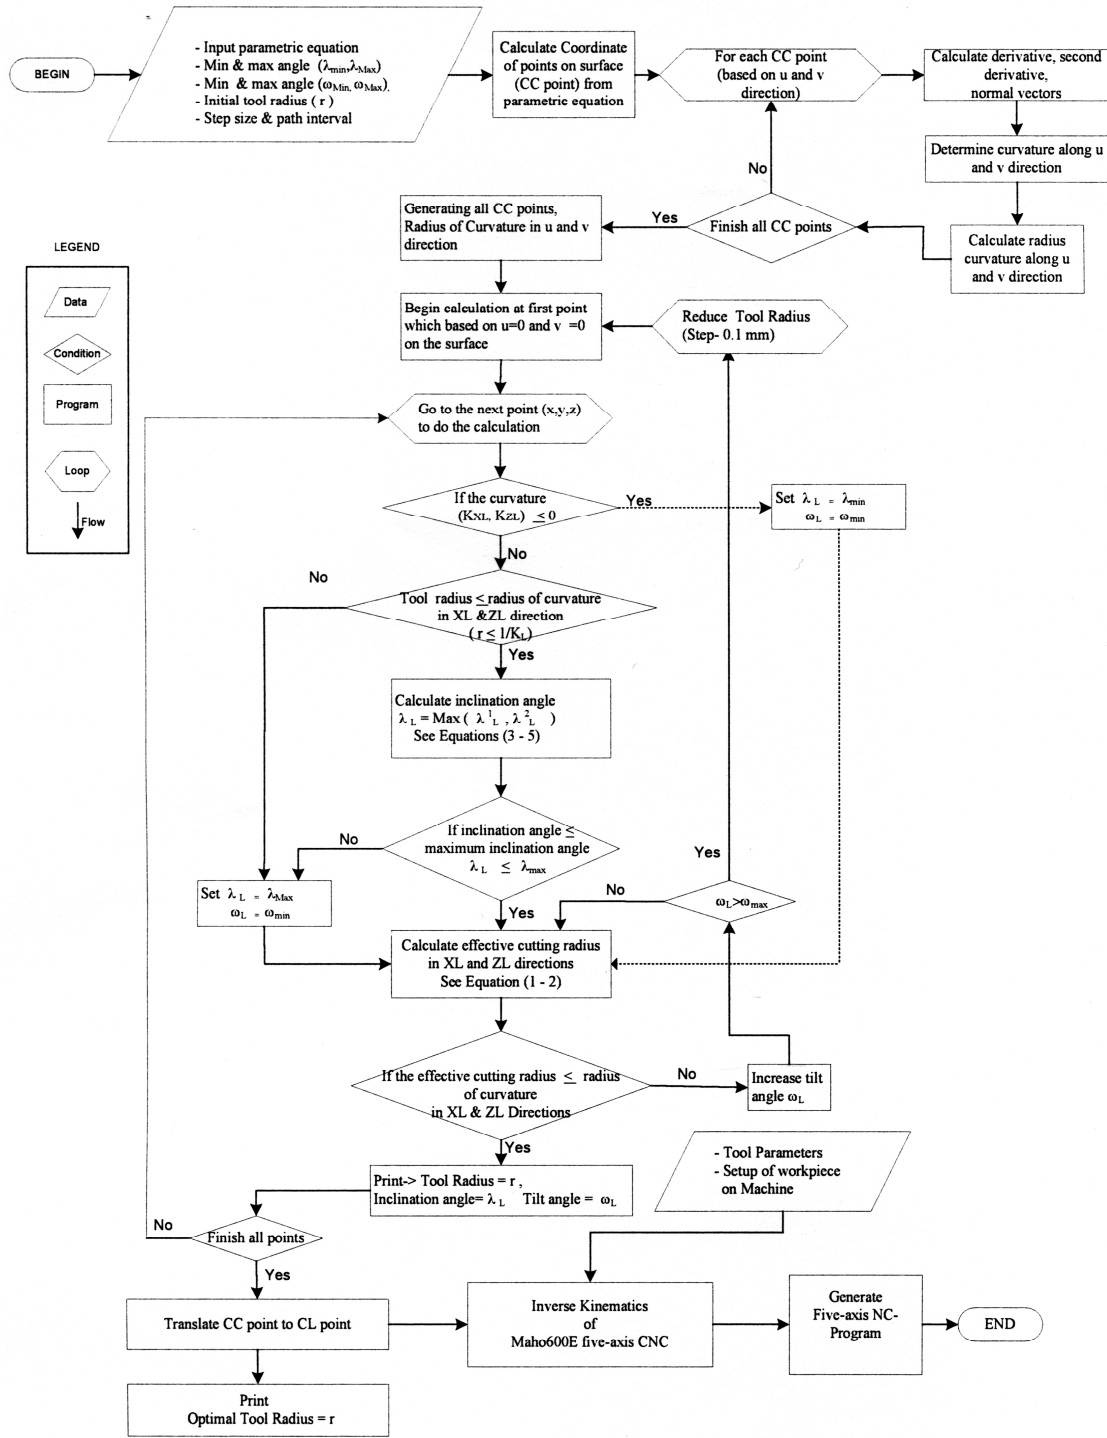 BEGIN
- Input parametric equation
- Min & max angle (λmin,λMax)
- Min & max angle (ωMin, ωMax),
- Initial tool radius ( r )
- Step size & path interval
Calculate Coordinate
of points on surface
(CC point) from
parametric equation
For each CC point
(based on u and v
direction)
Calculate derivative, second
derivative,
normal vectors
Determine curvature along u
and v direction
Calculate radius
curvature along u
and v direction
Finish all CC points
No
Yes
Generating all CC points,
Radius of Curvature in u and v
direction
LEGEND
Data
Condition
Program
Loop
Flow
Begin calculation at first point
which based on u=0 and v =0
on the surface
Reduce Tool Radius
(Step- 0.1 mm)
Go to the next point (x,y,z)
to do the calculation
If the curvature
(KXL, KZL) ≤ 0
Yes
Set λ L = λmin
ωL = ωmin
No
No
Tool radius ≤ radius of curvature
in XL &ZL direction
( r ≤ 1/KL)
Yes
Calculate inclination angle
λ L = Max ( λ¹L , λ²L )
See Equations (3 - 5)
If inclination angle ≤
maximum inclination angle
λ L ≤ λmax
No
Yes
Set λ L = λMax
ωL = ωmin
Yes
No
ωL>ωmax
Calculate effective cutting radius
in XL and ZL directions
See Equation (1 - 2)
If the effective cutting radius ≤ radius
of curvature
in XL & ZL Directions
No
Increase tilt
angle ωL
Yes
Print-> Tool Radius = r ,
Inclination angle= λ L Tilt angle = ωL
- Tool Parameters
- Setup of workpiece
on Machine
No
Finish all points
Yes
Translate CC point to CL point
Inverse Kinematics
of
Maho600E five-axis CNC
Generate
Five-axis NC-
Program
END
Print
Optimal Tool Radius = r